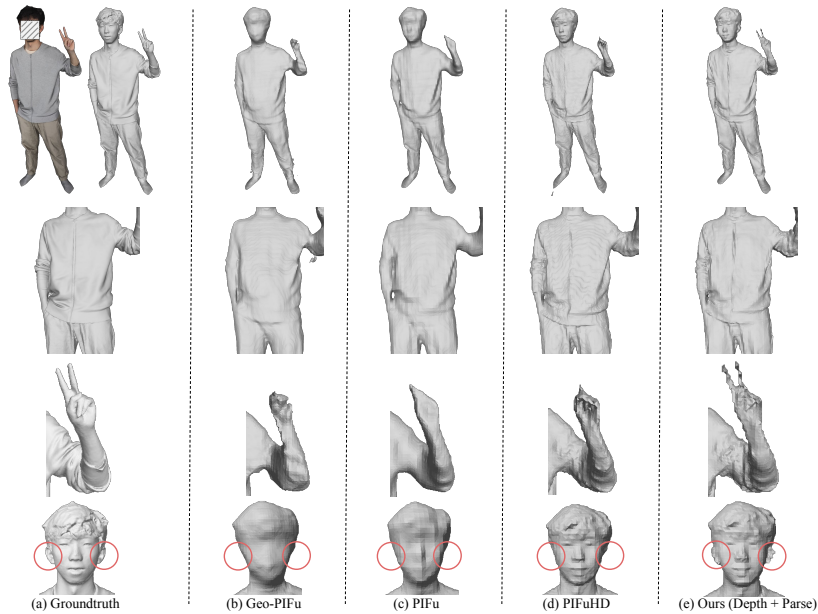 (a) Groundtruth
(b) Geo-PIFu
(c) PIFu
(d) PIFuHD
(e) Ours (Depth + Parse)